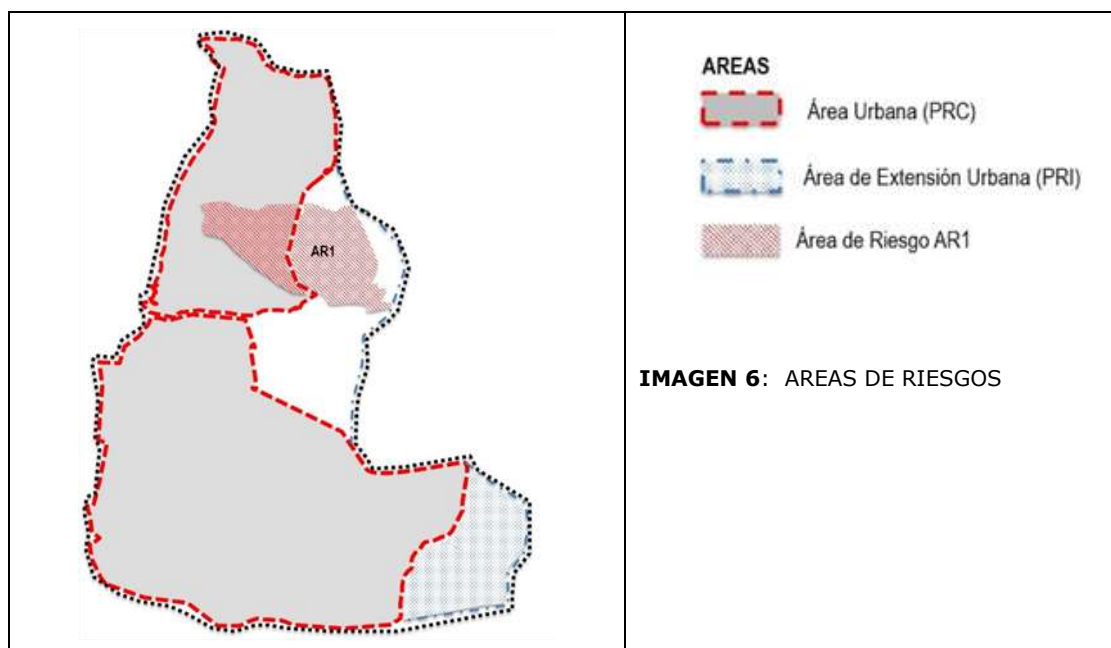 AR1
AREAS
Área Urbana (PRC)
Área de Extensión Urbana (PRI)
Área de Riesgo AR1
IMAGEN 6: AREAS DE RIESGOS